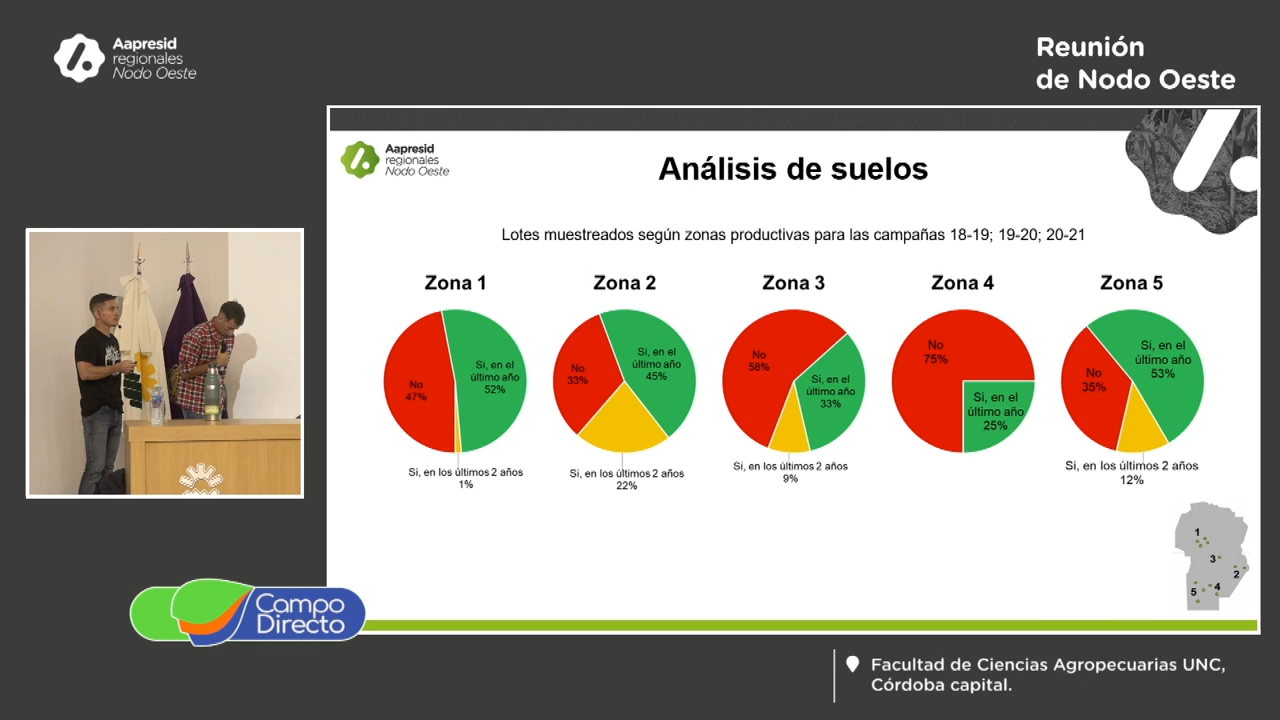 Aapresid
regionales
Nodo Oeste
Reunión
de Nodo Oeste
Aapresid
regionales
Nodo Oeste
Análisis de suelos
Lotes muestreados según zonas productivas para las campañas 18-19; 19-20; 20-21
Zona 1
No
47%
Si, en el
último año
52%
Si, en los últimos 2 años
1%
Zona 2
No
33%
Si, en el
último año
45%
Si, en los últimos 2 años
22%
Zona 3
No
58%
Si, en el
último año
33%
Si, en los últimos 2 años
9%
Zona 4
No
75%
Si, en el
último año
25%
Zona 5
No
35%
Si, en el
último año
53%
Si, en los últimos 2 años
12%
1
3
2
4
5
Campo
Directo
Facultad de Ciencias Agropecuarias UNC,
Córdoba capital.